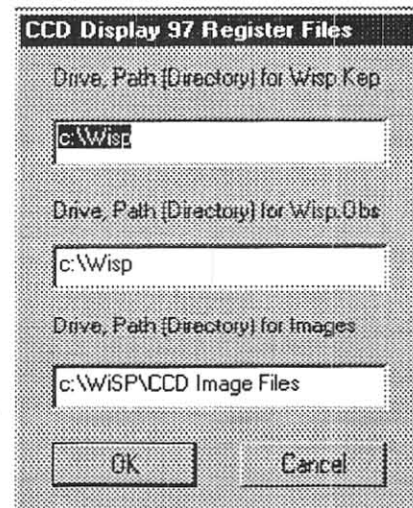 CCD Display 97 Register Files
Drive, Path (Directory) for Wisp.Kep
c:\Wisp
Drive, Path (Directory) for Wisp.Obs
c:\Wisp
Drive, Path (Directory) for Images
c:\WiSP\CCD Image Files
OK
Cancel